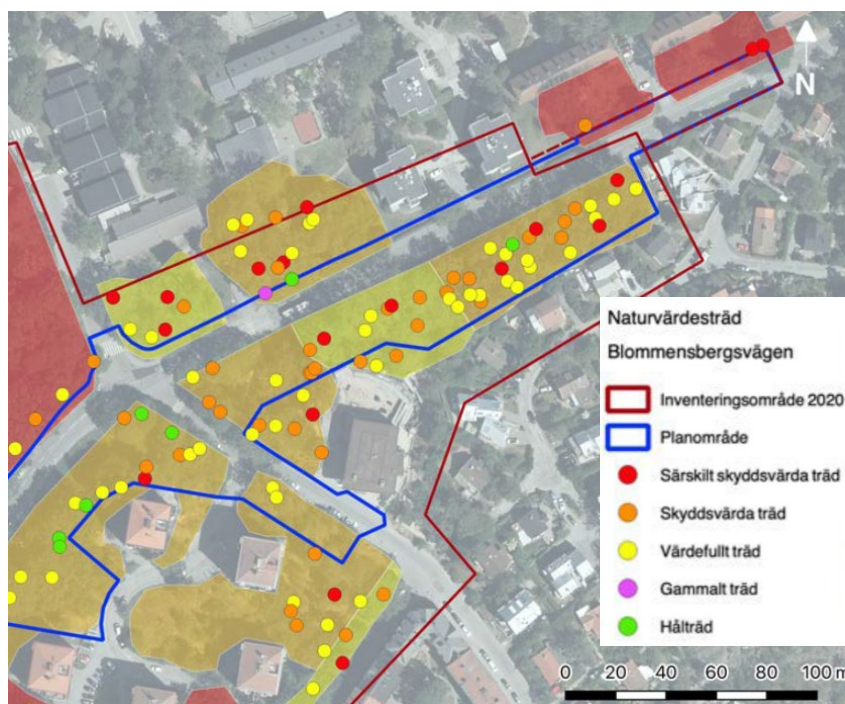 N
Naturvärdesträd
Blommensbergsvägen
Inventeringsområde 2020
Planområde
Särskilt skyddsvärda träd
Skyddsvärda träd
Värdefullt träd
Gammalt träd
Hålträd
0 20 40 60 80 100 m